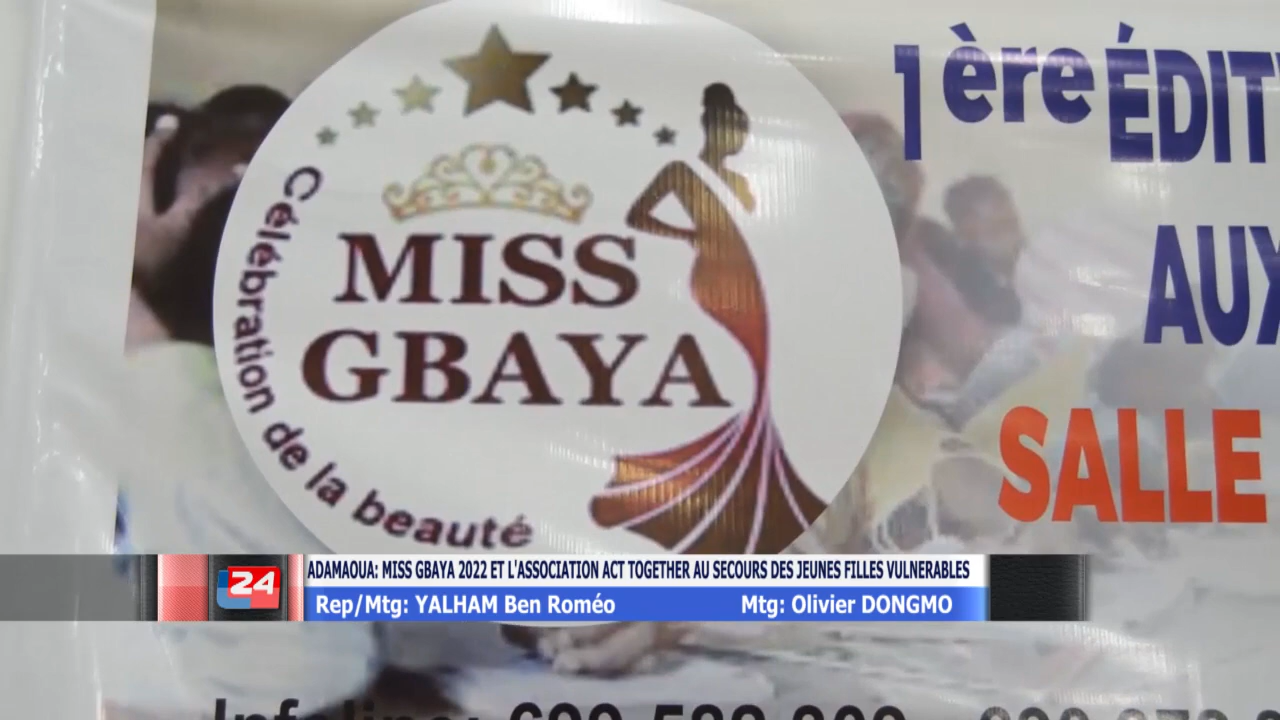 1ère ÉDIT
AUX
SALLE
Célébration de la beauté
MISS
GBAYA
24
ADAMAOUA: MISS GBAYA 2022 ET L'ASSOCIATION ACT TOGETHER AU SECOURS DES JEUNES FILLES VULNERABLES
Rep/Mtg: YALHAM Ben Roméo
Mtg: Olivier DONGMO